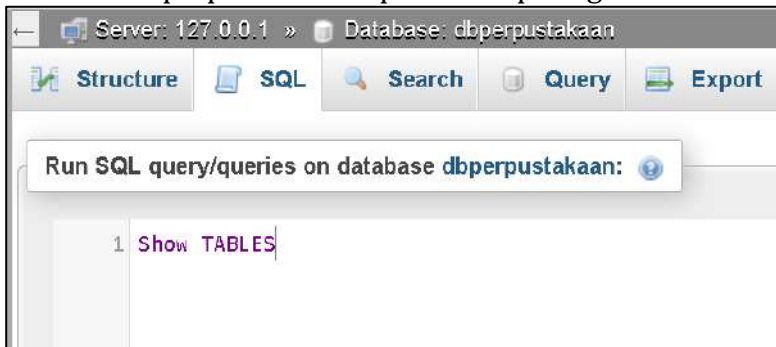 Server: 127.0.0.1 » Database: dbperpustakaan
Structure SQL Search Query Export
Run SQL query/queries on database dbperpustakaan:
1 Show TABLES